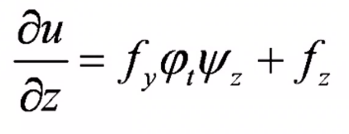 ∂u/∂z = f_y φ_t ψ_z + f_z